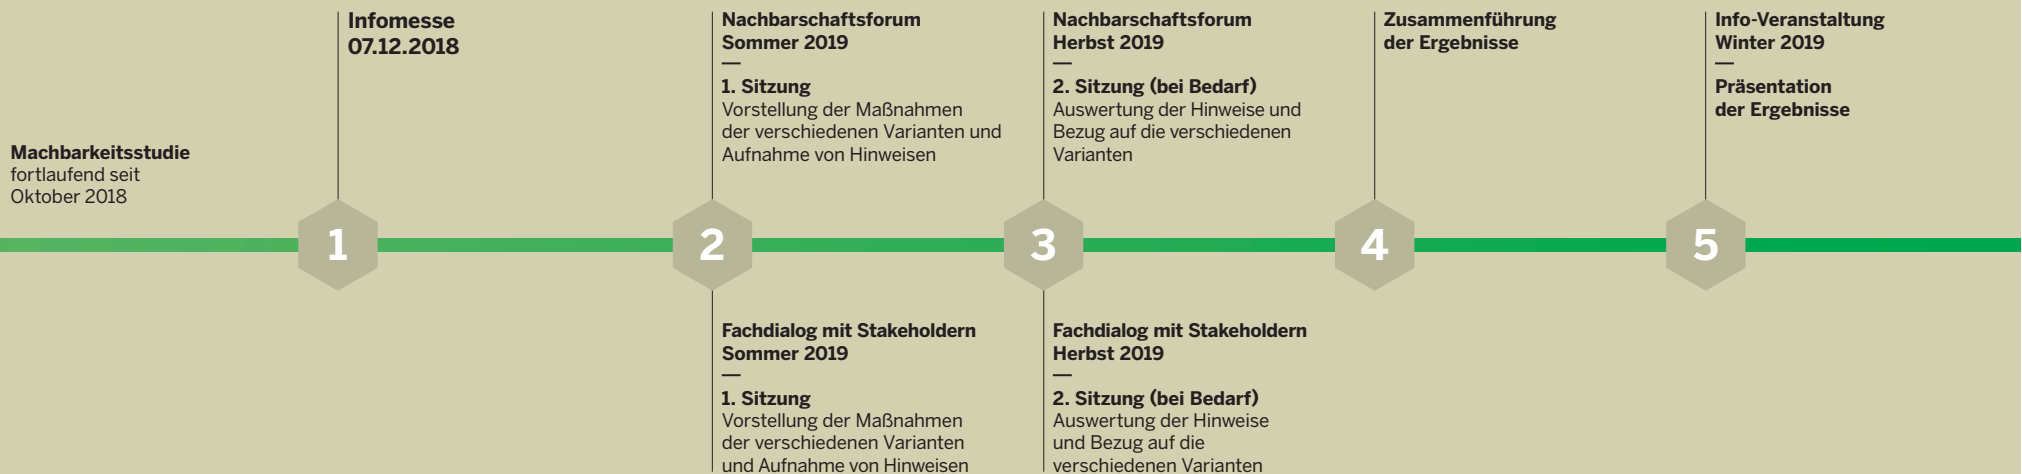 Machbarkeitsstudie
fortlaufend seit
Oktober 2018
1
Infomesse
07.12.2018
2
Nachbarschaftsforum
Sommer 2019
—
1. Sitzung
Vorstellung der Maßnahmen
der verschiedenen Varianten und
Aufnahme von Hinweisen
Fachdialog mit Stakeholdern
Sommer 2019
—
1. Sitzung
Vorstellung der Maßnahmen
der verschiedenen Varianten
und Aufnahme von Hinweisen
3
Nachbarschaftsforum
Herbst 2019
—
2. Sitzung (bei Bedarf)
Auswertung der Hinweise und
Bezug auf die verschiedenen
Varianten
Fachdialog mit Stakeholdern
Herbst 2019
—
2. Sitzung (bei Bedarf)
Auswertung der Hinweise
und Bezug auf die
verschiedenen Varianten
4
Zusammenführung
der Ergebnisse
5
Info-Veranstaltung
Winter 2019
—
Präsentation
der Ergebnisse